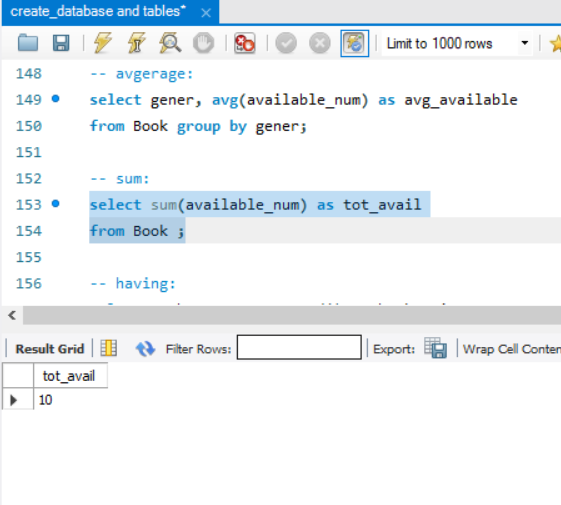 create_database and tables*
Limit to 1000 rows
148 -- avgerage:
149 select gener, avg(available_num) as avg_available
150 from Book group by gener;
151
152 -- sum:
153 select sum(available_num) as tot_avail
154 from Book ;
155
156 -- having:
Result Grid Filter Rows: Export: Wrap Cell Conten
tot_avail
10